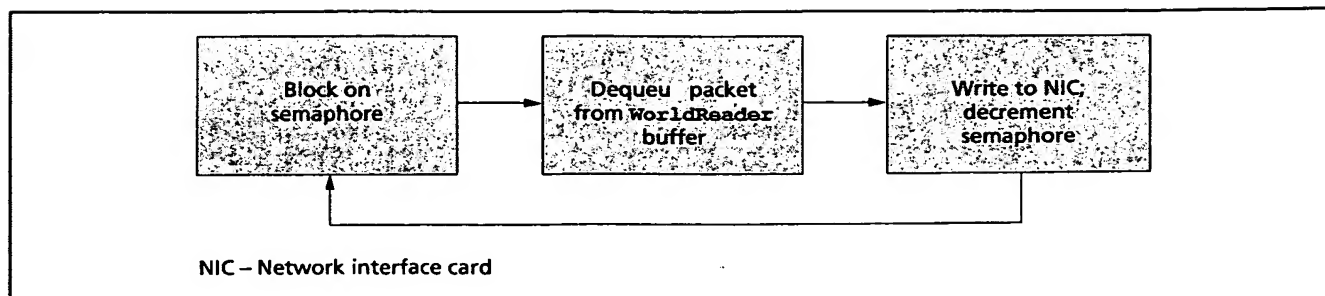 Block on
semaphore
Dequeu packet
from WorldReader
buffer
Write to NIC,
decrement
semaphore
NIC – Network interface card